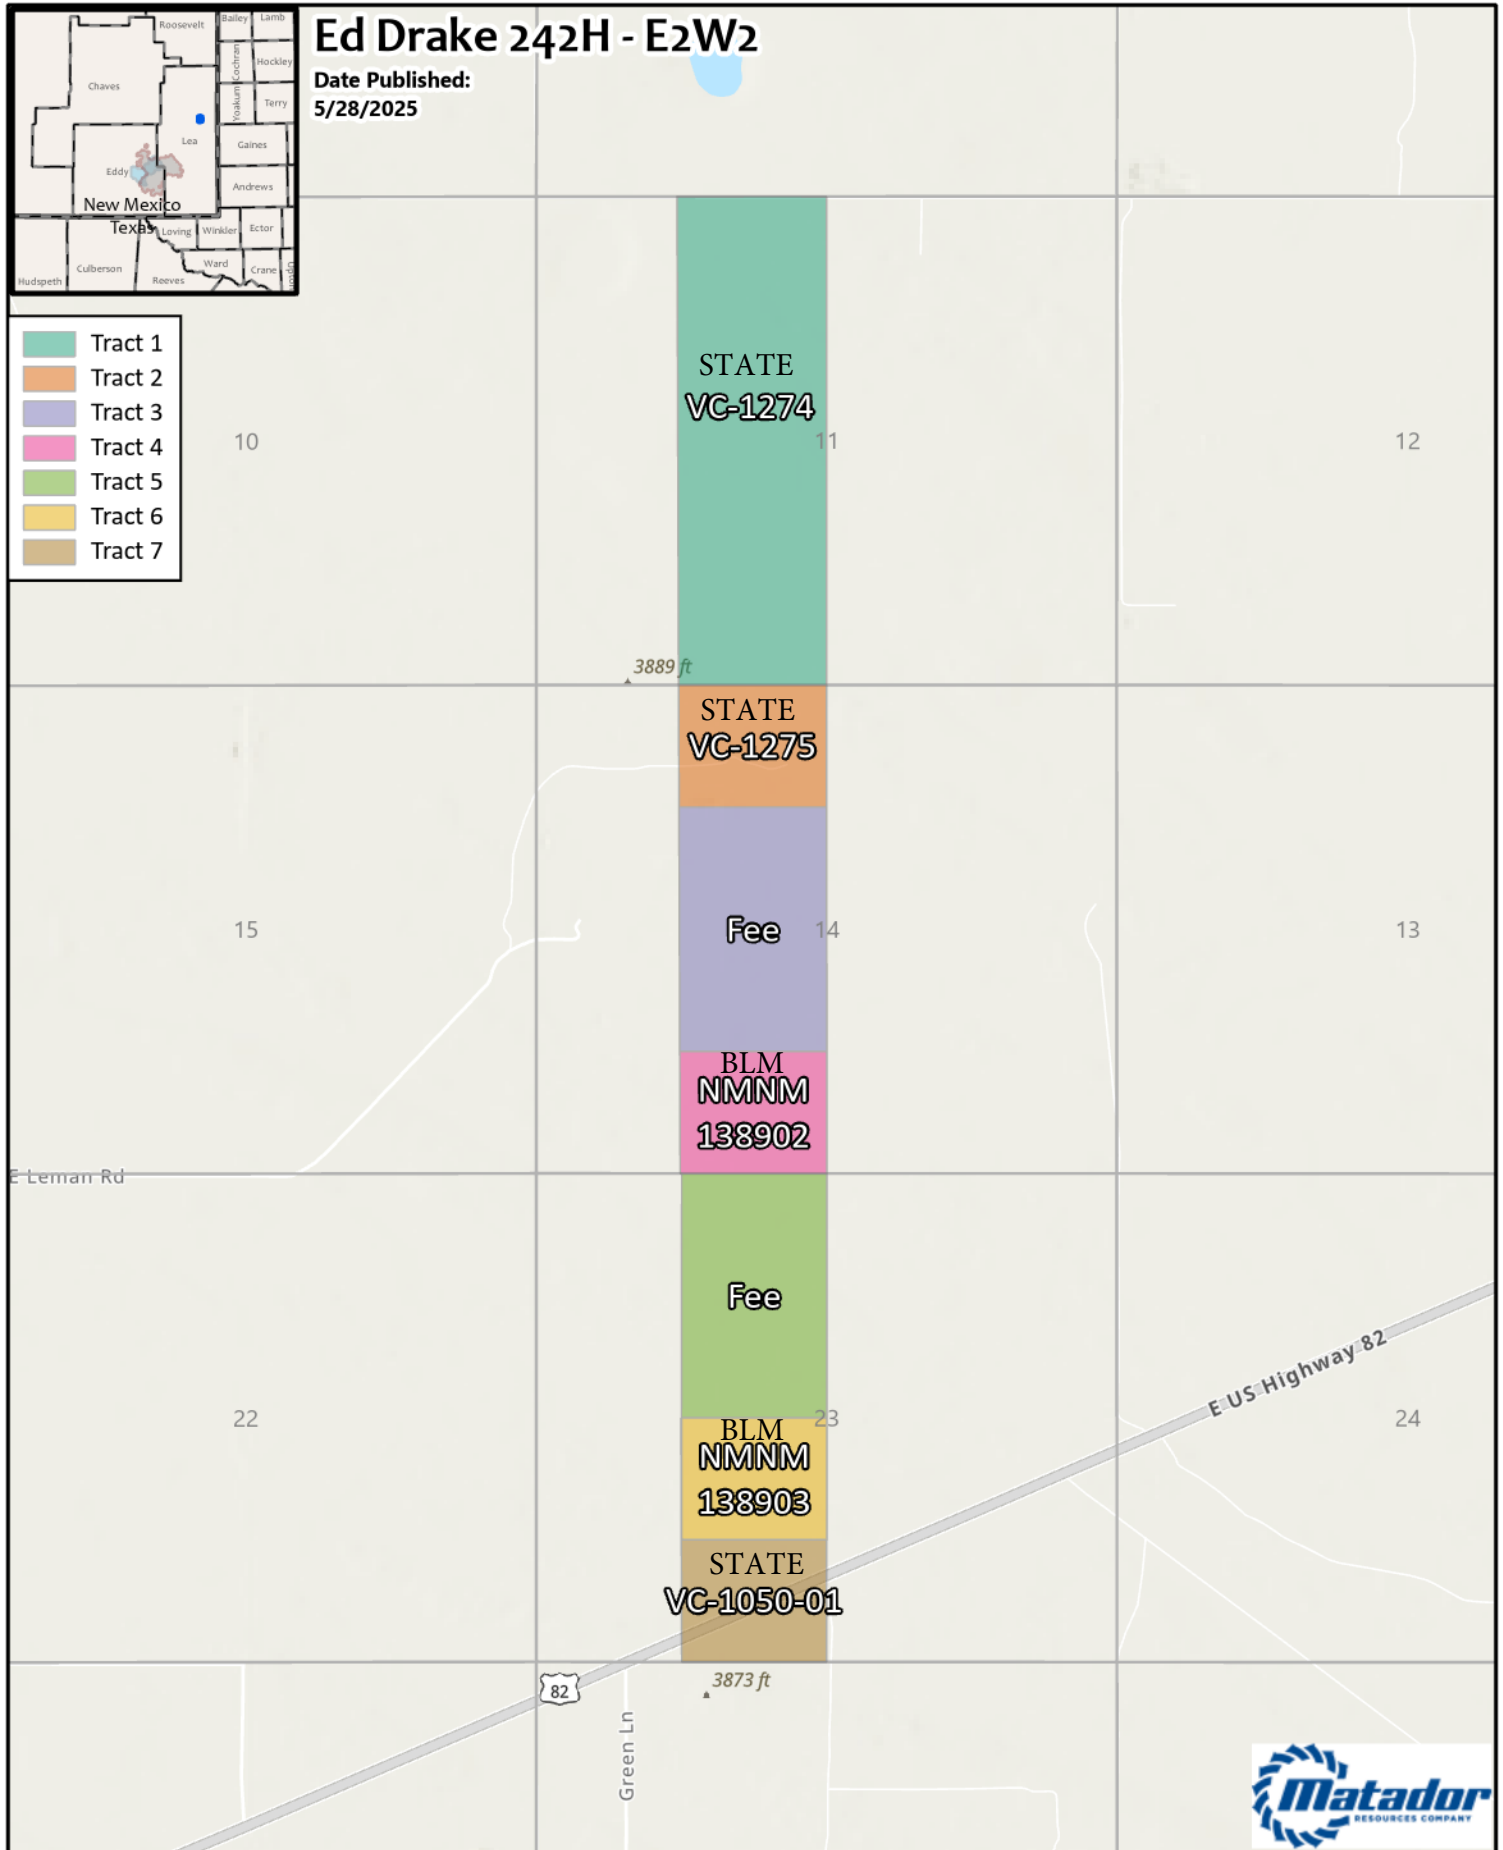 Ed Drake 242H - E2W2
Date Published:
5/28/2025
Roosevelt
Bailey
Lamb
Cochran
Hockley
Chaves
Yoakum
Terry
Lea
Gaines
Eddy
Andrews
New Mexico
Texas
Loving
Winkler
Ector
Ward
Culberson
Crane
Upton
Hudspeth
Reeves
Tract 1
Tract 2
Tract 3
Tract 4
Tract 5
Tract 6
Tract 7
STATE
VC-1274
10
11
12
3889 ft
STATE
VC-1275
15
Fee
14
13
BLM
NMNM
138902
E Leman Rd
Fee
E US Highway 82
22
23
24
BLM
NMNM
138903
STATE
VC-1050-01
82
3873 ft
Green Ln
Matador
RESOURCES COMPANY